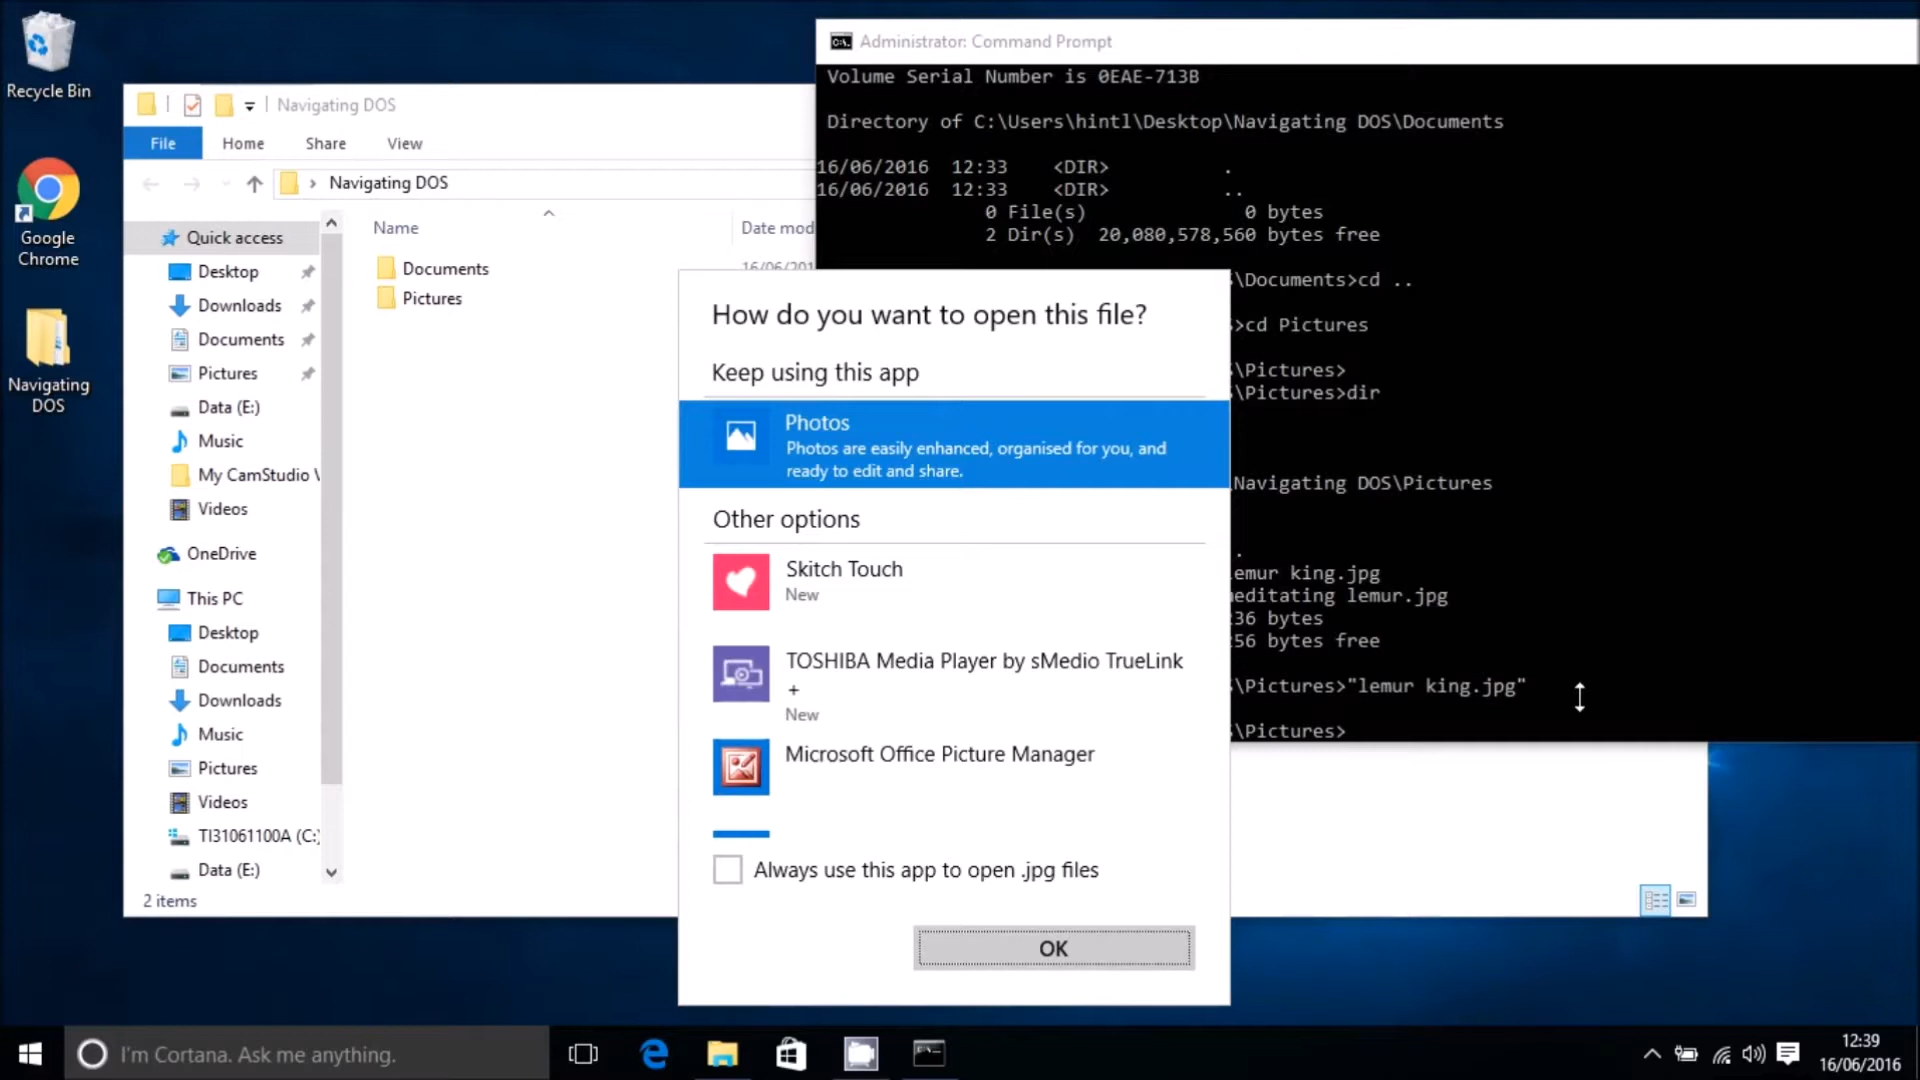 Recycle Bin
Google
Chrome
Navigating
DOS
Navigating DOS
File
Home
Share
View
Navigating DOS
Quick access
Desktop
Downloads
Documents
Pictures
Data (E:)
Music
My CamStudio
Videos
OneDrive
This PC
Desktop
Documents
Downloads
Music
Pictures
Videos
TI31061100A (C:)
Data (E:)
2 items
Name
Date mod
Documents
Pictures
16/06/201
Administrator: Command Prompt
Volume Serial Number is 0EAE-713B
Directory of C:\Users\hintl\Desktop\Navigating DOS\Documents
16/06/2016 12:33 <DIR> .
16/06/2016 12:33 <DIR> ..
0 File(s) 0 bytes
2 Dir(s) 20,080,578,560 bytes free
\Documents>cd ..
>cd Pictures
\Pictures>
\Pictures>dir
Navigating DOS\Pictures
.
emur king.jpg
meditating lemur.jpg
236 bytes
56 bytes free
\Pictures>"lemur king.jpg"
\Pictures>
How do you want to open this file?
Keep using this app
Photos
Photos are easily enhanced, organised for you, and
ready to edit and share.
Other options
Skitch Touch
New
TOSHIBA Media Player by sMedio TrueLink
+
New
Microsoft Office Picture Manager
Always use this app to open .jpg files
OK
I'm Cortana. Ask me anything.
12:39
16/06/2016